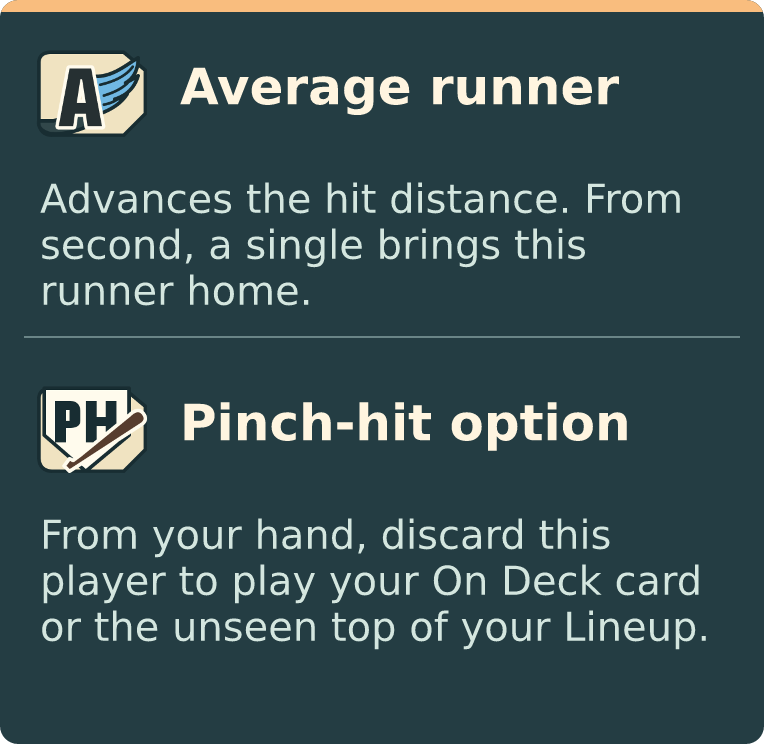 A
Average runner
Advances the hit distance. From
second, a single brings this
runner home.
PH
Pinch-hit option
From your hand, discard this
player to play your On Deck card
or the unseen top of your Lineup.